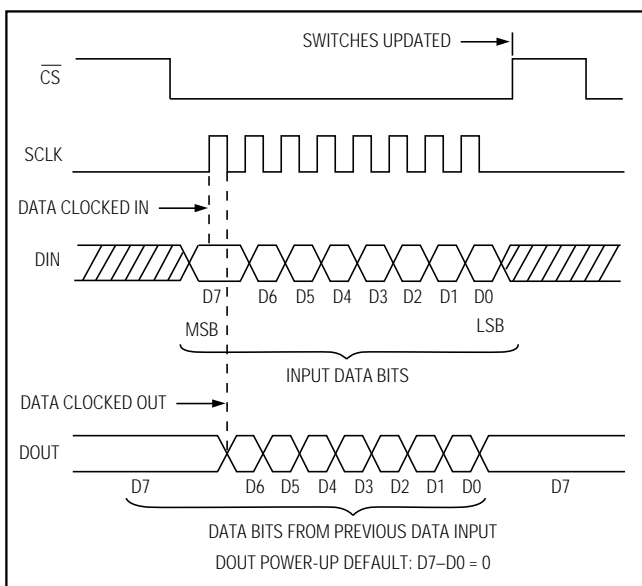 SWITCHES UPDATED
CS
SCLK
DATA CLOCKED IN
DIN
D7 D6 D5 D4 D3 D2 D1 D0
MSB LSB
INPUT DATA BITS
DATA CLOCKED OUT
DOUT
D7 D6 D5 D4 D3 D2 D1 D0 D7
DATA BITS FROM PREVIOUS DATA INPUT
DOUT POWER-UP DEFAULT: D7–D0 = 0